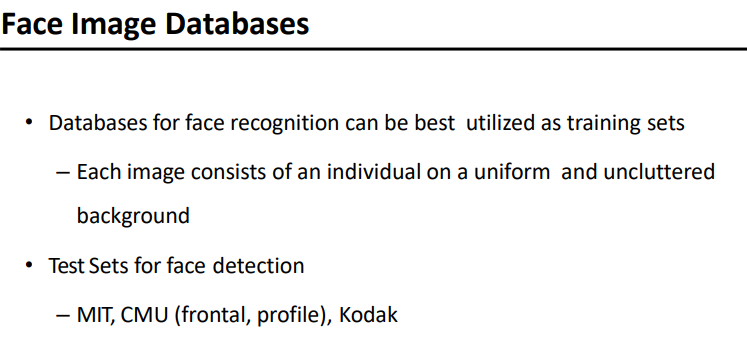 Face Image Databases
• Databases for face recognition can be best utilized as training sets
– Each image consists of an individual on a uniform and uncluttered
background
• Test Sets for face detection
– MIT, CMU (frontal, profile), Kodak